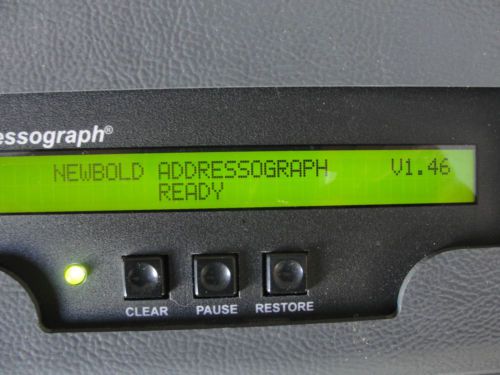 essograph®
NEWBOLD ADDRESSOGRAPH V1.46
READY
CLEAR PAUSE RESTORE